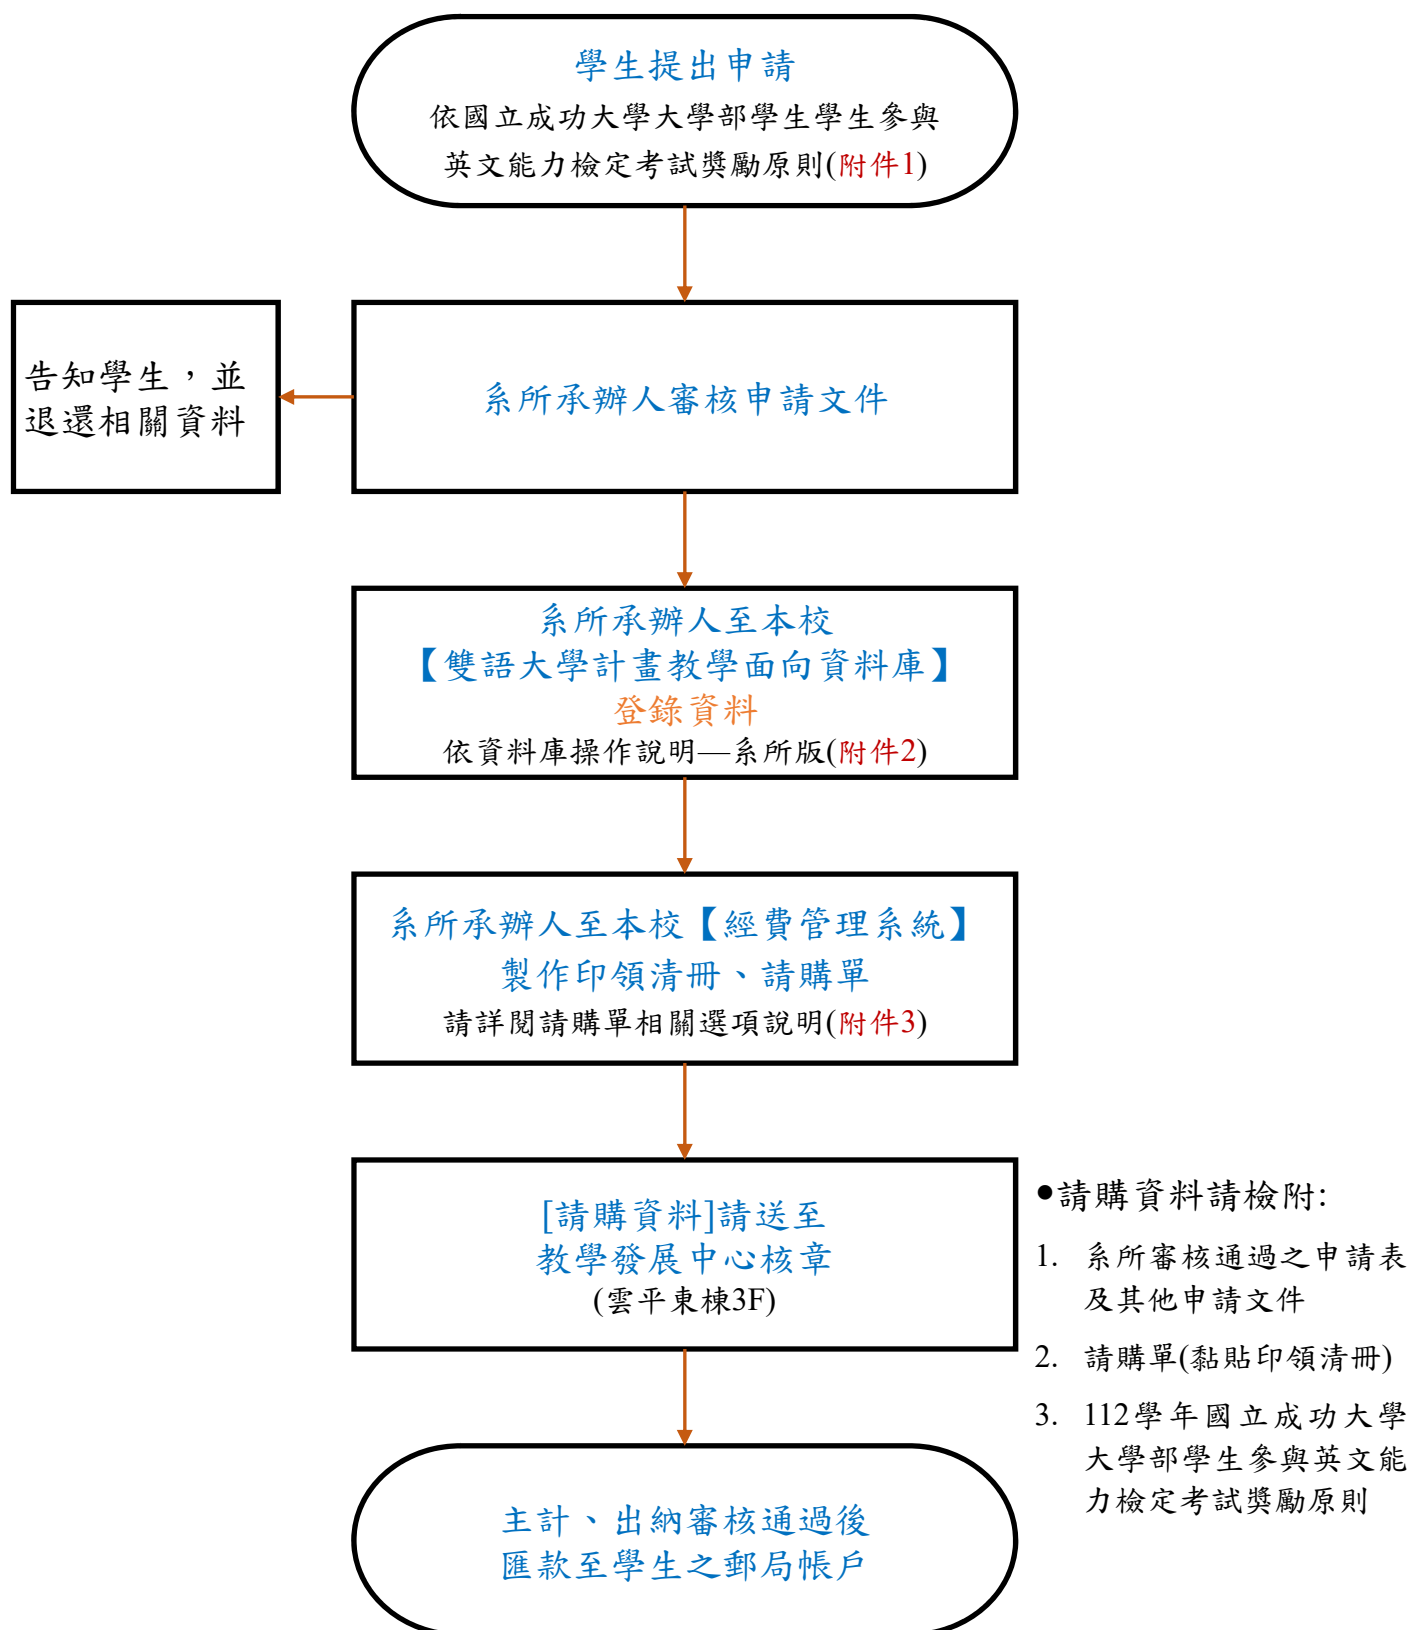 學生提出申請
依國立成功大學大學部學生學生參與
英文能力檢定考試獎勵原則(附件1)
告知學生，並
退還相關資料
系所承辦人審核申請文件
系所承辦人至本校
【雙語大學計畫教學面向資料庫】
登錄資料
依資料庫操作說明—系所版(附件2)
系所承辦人至本校【經費管理系統】
製作印領清冊、請購單
請詳閱請購單相關選項說明(附件3)
[請購資料]請送至
教學發展中心核章
(雲平東棟3F)
●請購資料請檢附:
1. 系所審核通過之申請表
及其他申請文件
2. 請購單(黏貼印領清冊)
3. 112學年國立成功大學
大學部學生參與英文能
力檢定考試獎勵原則
主計、出納審核通過後
匯款至學生之郵局帳戶